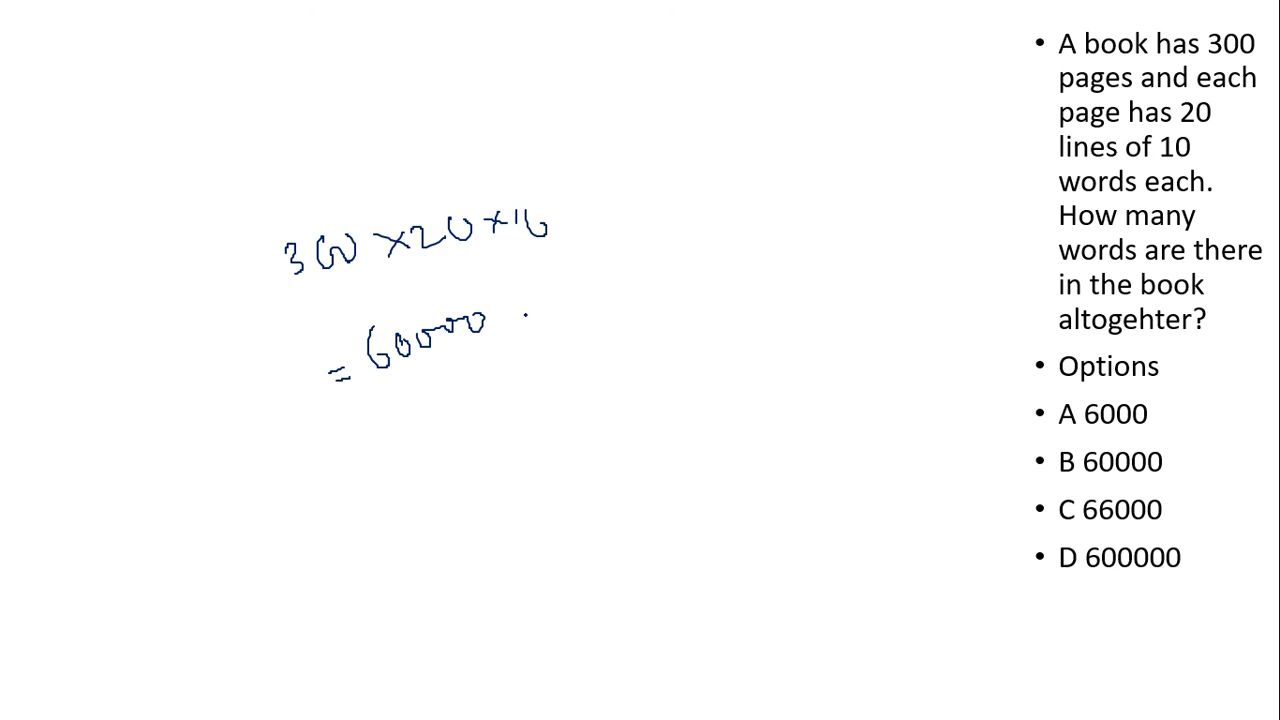 300 × 20 × 10
= 60000
• A book has 300
pages and each
page has 20
lines of 10
words each.
How many
words are there
in the book
altogehter?
• Options
• A 6000
• B 60000
• C 66000
• D 600000